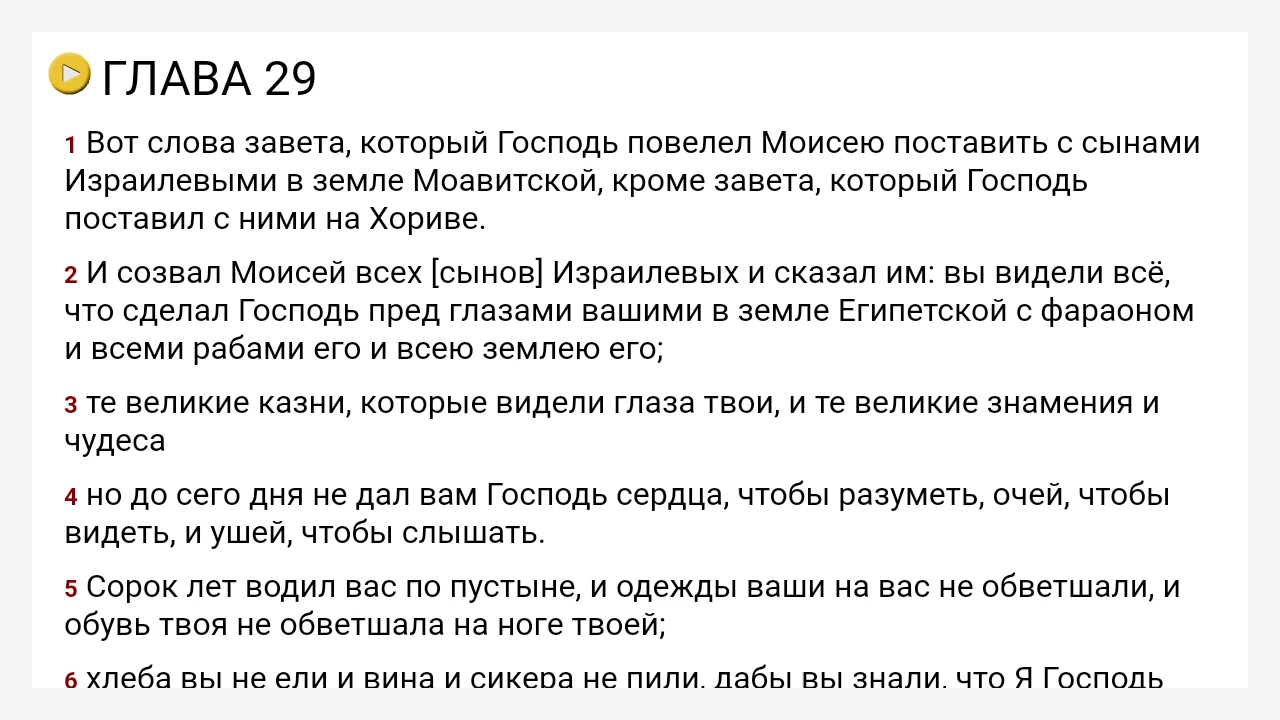 ГЛАВА 29
1 Вот слова завета, который Господь повелел Моисею поставить с сынами
Израилевыми в земле Моавитской, кроме завета, который Господь
поставил с ними на Хориве.
2 И созвал Моисей всех [сынов] Израилевых и сказал им: вы видели всё,
что сделал Господь пред глазами вашими в земле Египетской с фараоном
и всеми рабами его и всею землею его;
3 те великие казни, которые видели глаза твои, и те великие знамения и
чудеса
4 но до сего дня не дал вам Господь сердца, чтобы разуметь, очей, чтобы
видеть, и ушей, чтобы слышать.
5 Сорок лет водил вас по пустыне, и одежды ваши на вас не обветшали, и
обувь твоя не обветшала на ноге твоей;
6 хлеба вы не ели и вина и сикера не пили, дабы вы знали, что Я Господь